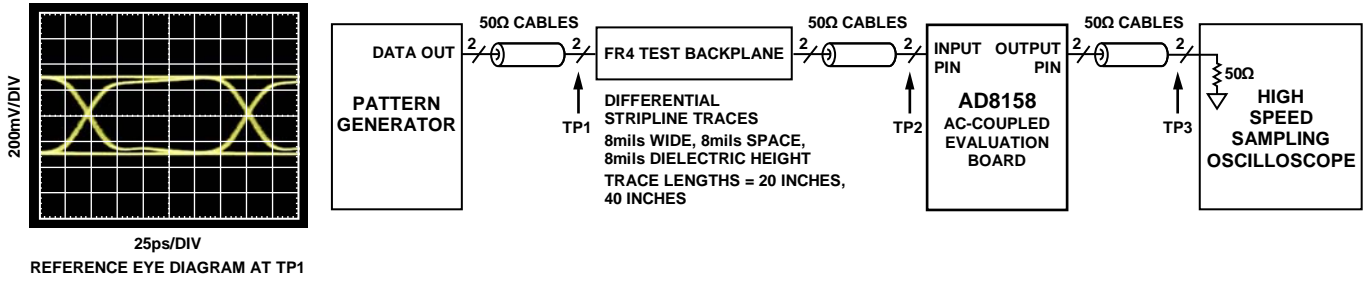 200mV/DIV
25ps/DIV
REFERENCE EYE DIAGRAM AT TP1
DATA OUT
PATTERN
GENERATOR
50Ω CABLES
2
2
TP1
FR4 TEST BACKPLANE
DIFFERENTIAL
STRIPLINE TRACES
8mils WIDE, 8mils SPACE,
8mils DIELECTRIC HEIGHT
TRACE LENGTHS = 20 INCHES,
40 INCHES
50Ω CABLES
2
2
TP2
INPUT
PIN
OUTPUT
PIN
AD8158
AC-COUPLED
EVALUATION
BOARD
50Ω CABLES
2
2
TP3
50Ω
HIGH
SPEED
SAMPLING
OSCILLOSCOPE